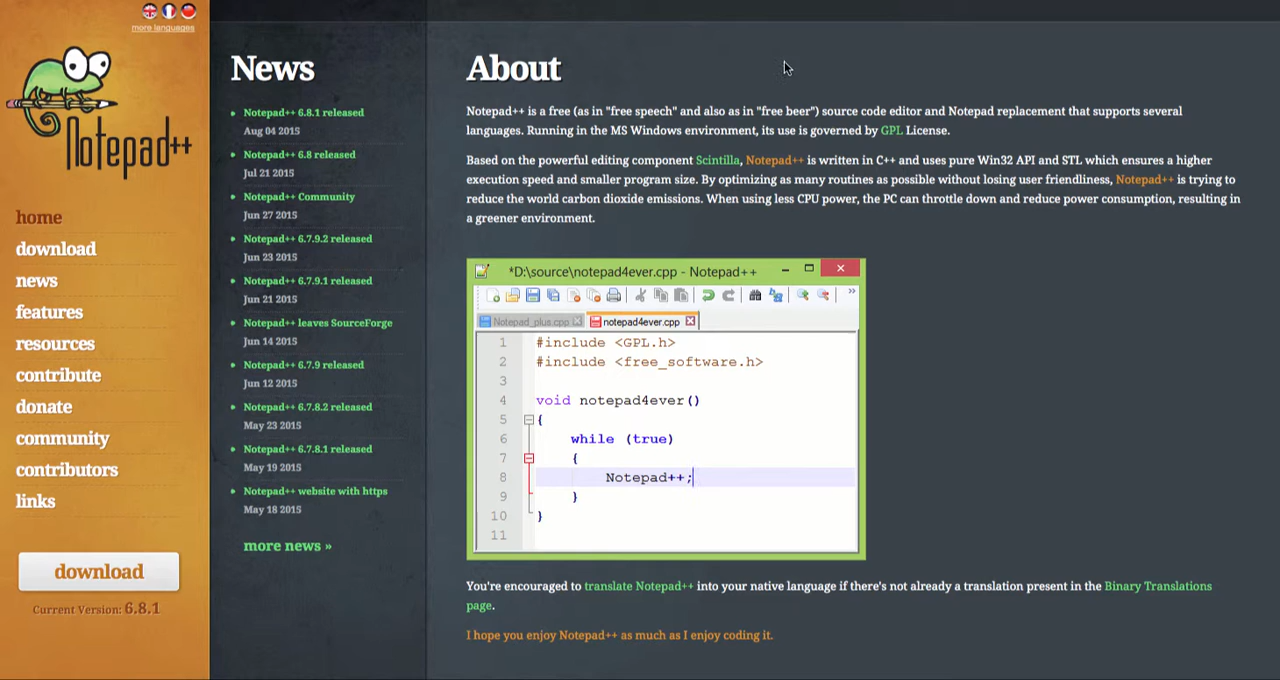 more languages
Notepad++
home
download
news
features
resources
contribute
donate
community
contributors
links
download
Current Version: 6.8.1
News
Notepad++ 6.8.1 released
Aug 04 2015
Notepad++ 6.8 released
Jul 21 2015
Notepad++ Community
Jun 27 2015
Notepad++ 6.7.9.2 released
Jun 23 2015
Notepad++ 6.7.9.1 released
Jun 21 2015
Notepad++ leaves SourceForge
Jun 14 2015
Notepad++ 6.7.9 released
Jun 12 2015
Notepad++ 6.7.8.2 released
May 23 2015
Notepad++ 6.7.8.1 released
May 19 2015
Notepad++ website with https
May 18 2015
more news »
About
Notepad++ is a free (as in "free speech" and also as in "free beer") source code editor and Notepad replacement that supports several
languages. Running in the MS Windows environment, its use is governed by GPL License.
Based on the powerful editing component Scintilla, Notepad++ is written in C++ and uses pure Win32 API and STL which ensures a higher
execution speed and smaller program size. By optimizing as many routines as possible without losing user friendliness, Notepad++ is trying to
reduce the world carbon dioxide emissions. When using less CPU power, the PC can throttle down and reduce power consumption, resulting in
a greener environment.
*D:\source\notepad4ever.cpp - Notepad++
Notepad_plus.cpp notepad4ever.cpp
1 #include <GPL.h>
2 #include <free_software.h>
3
4 void notepad4ever()
5 {
6 while (true)
7 {
8 Notepad++;
9 }
10 }
11
You're encouraged to translate Notepad++ into your native language if there's not already a translation present in the Binary Translations
page.
I hope you enjoy Notepad++ as much as I enjoy coding it.